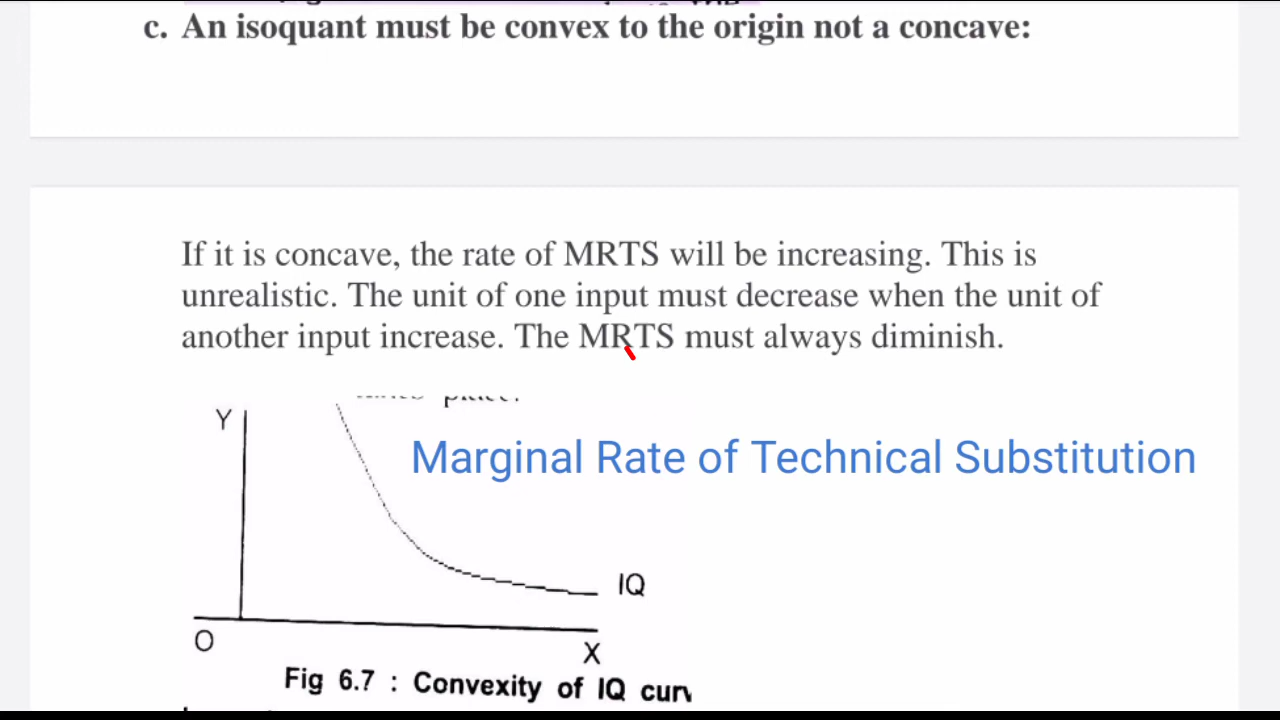 c. An isoquant must be convex to the origin not a concave:
If it is concave, the rate of MRTS will be increasing. This is
unrealistic. The unit of one input must decrease when the unit of
another input increase. The MRTS must always diminish.
Y
Marginal Rate of Technical Substitution
IQ
O
X
Fig 6.7 : Convexity of IQ curv